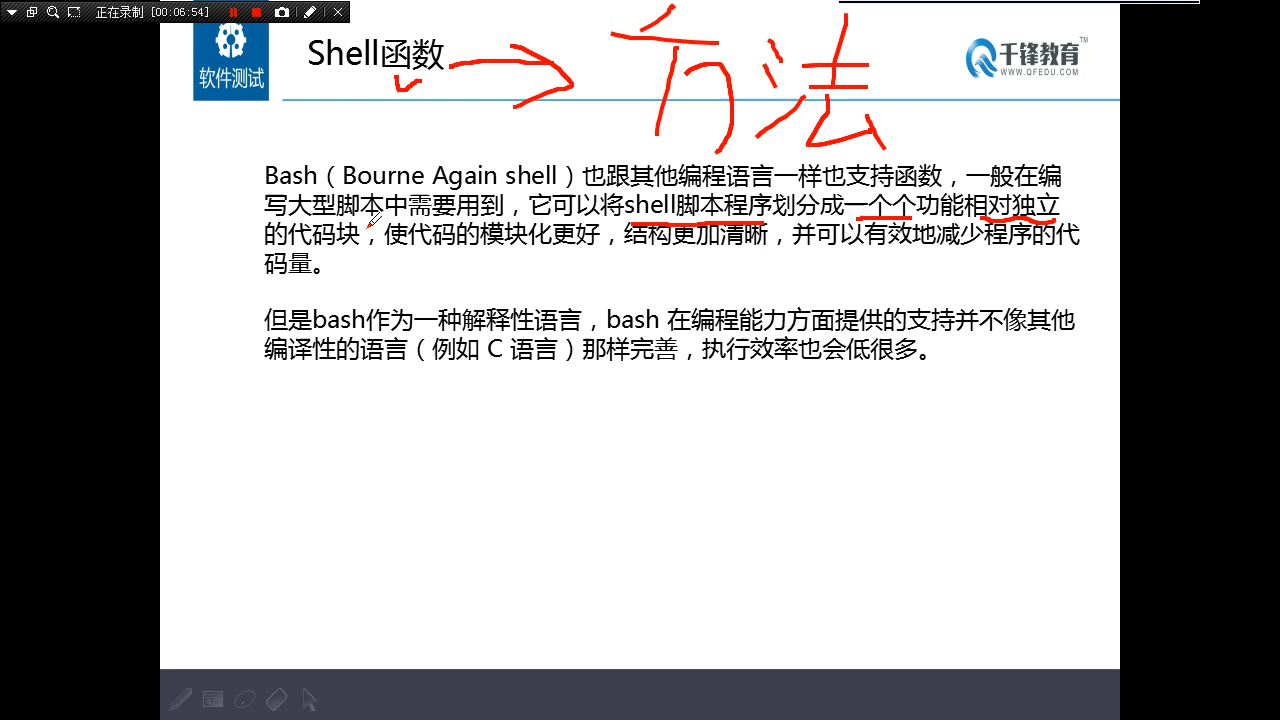 正在录制 [00:06:54]
软件测试
Shell函数
方法
千锋教育TM
WWW.QFEDU.COM
Bash（Bourne Again shell）也跟其他编程语言一样也支持函数，一般在编
写大型脚本中需要用到，它可以将shell脚本程序划分成一个个功能相对独立
的代码块，使代码的模块化更好，结构更加清晰，并可以有效地减少程序的代
码量。
但是bash作为一种解释性语言，bash 在编程能力方面提供的支持并不像其他
编译性的语言（例如 C 语言）那样完善，执行效率也会低很多。